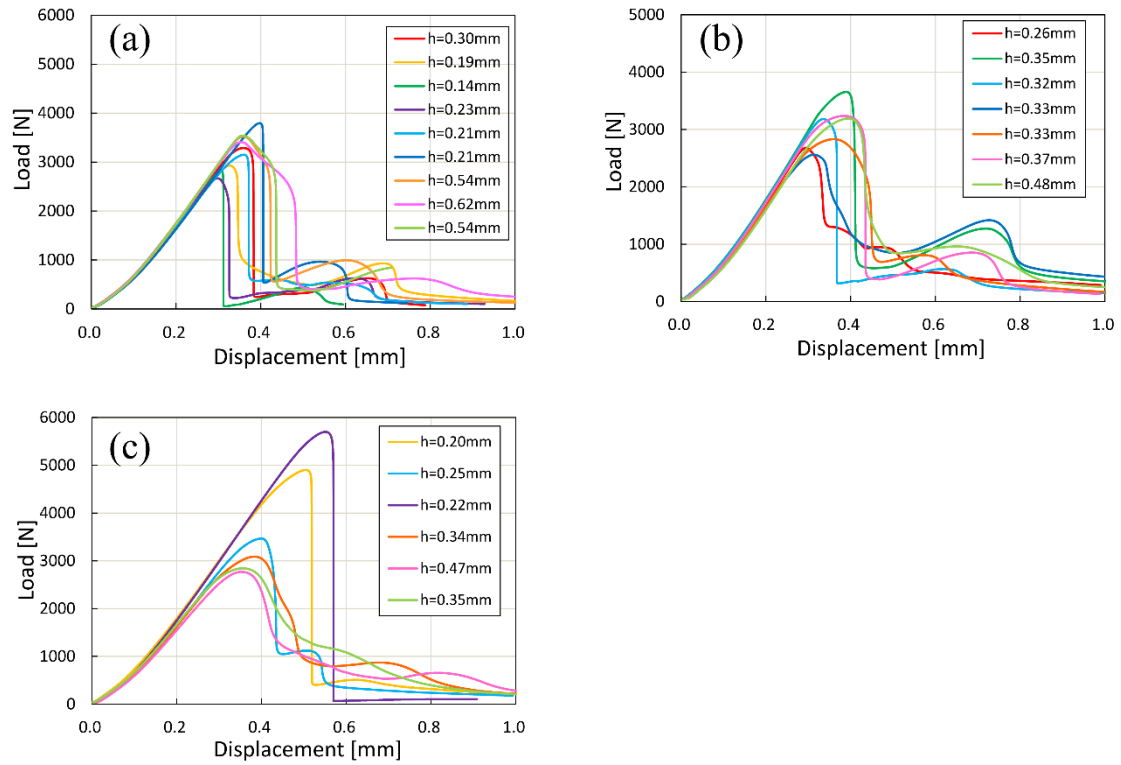 (a)
6000
5000
4000
3000
2000
1000
0
Load [N]
0.0 0.2 0.4 0.6 0.8 1.0
Displacement [mm]
h=0.30mm
h=0.19mm
h=0.14mm
h=0.23mm
h=0.21mm
h=0.21mm
h=0.54mm
h=0.62mm
h=0.54mm
(b)
5000
4000
3000
2000
1000
0
Load [N]
0.0 0.2 0.4 0.6 0.8 1.0
Displacement [mm]
h=0.26mm
h=0.35mm
h=0.32mm
h=0.33mm
h=0.33mm
h=0.37mm
h=0.48mm
(c)
6000
5000
4000
3000
2000
1000
0
Load [N]
0.0 0.2 0.4 0.6 0.8 1.0
Displacement [mm]
h=0.20mm
h=0.25mm
h=0.22mm
h=0.34mm
h=0.47mm
h=0.35mm